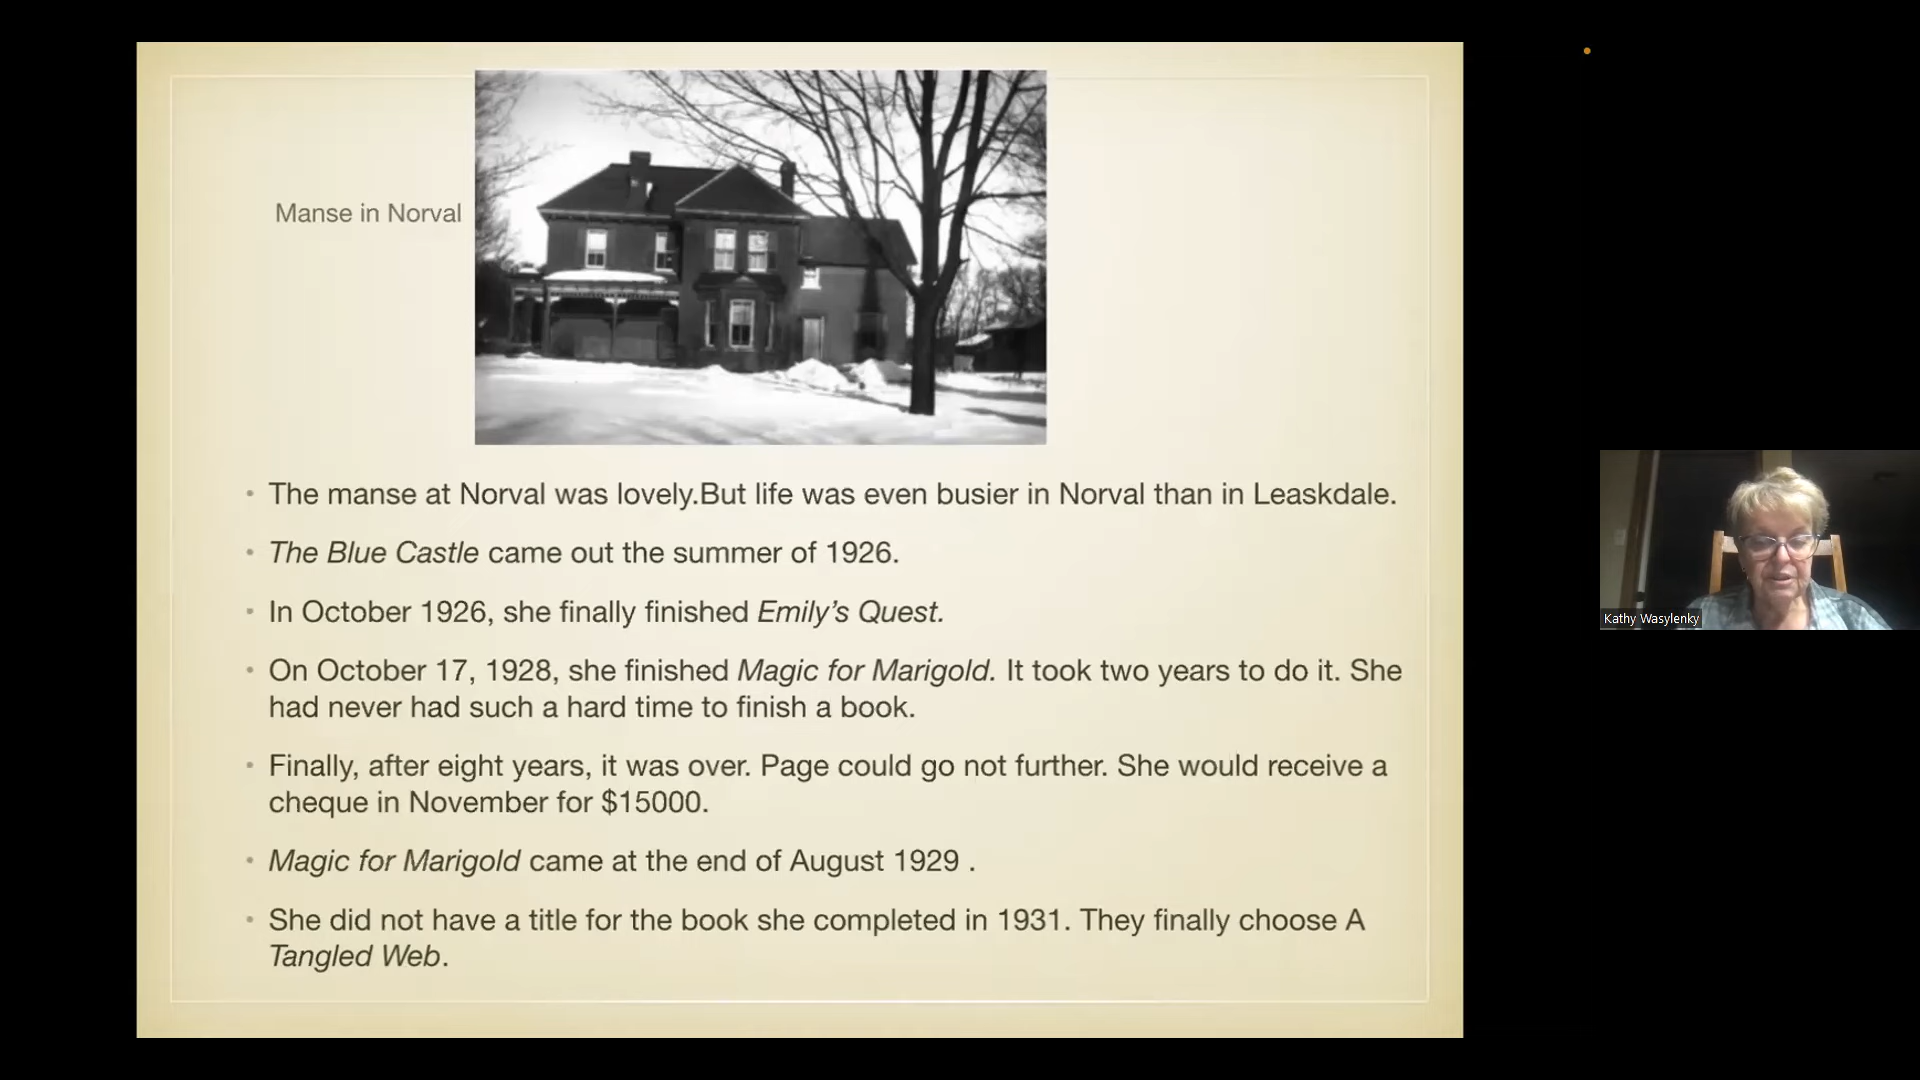 Manse in Norval
• The manse at Norval was lovely.But life was even busier in Norval than in Leaskdale.
• The Blue Castle came out the summer of 1926.
• In October 1926, she finally finished Emily’s Quest.
• On October 17, 1928, she finished Magic for Marigold. It took two years to do it. She
had never had such a hard time to finish a book.
• Finally, after eight years, it was over. Page could go not further. She would receive a
cheque in November for $15000.
• Magic for Marigold came at the end of August 1929 .
• She did not have a title for the book she completed in 1931. They finally choose A
Tangled Web.
Kathy Wasylenky